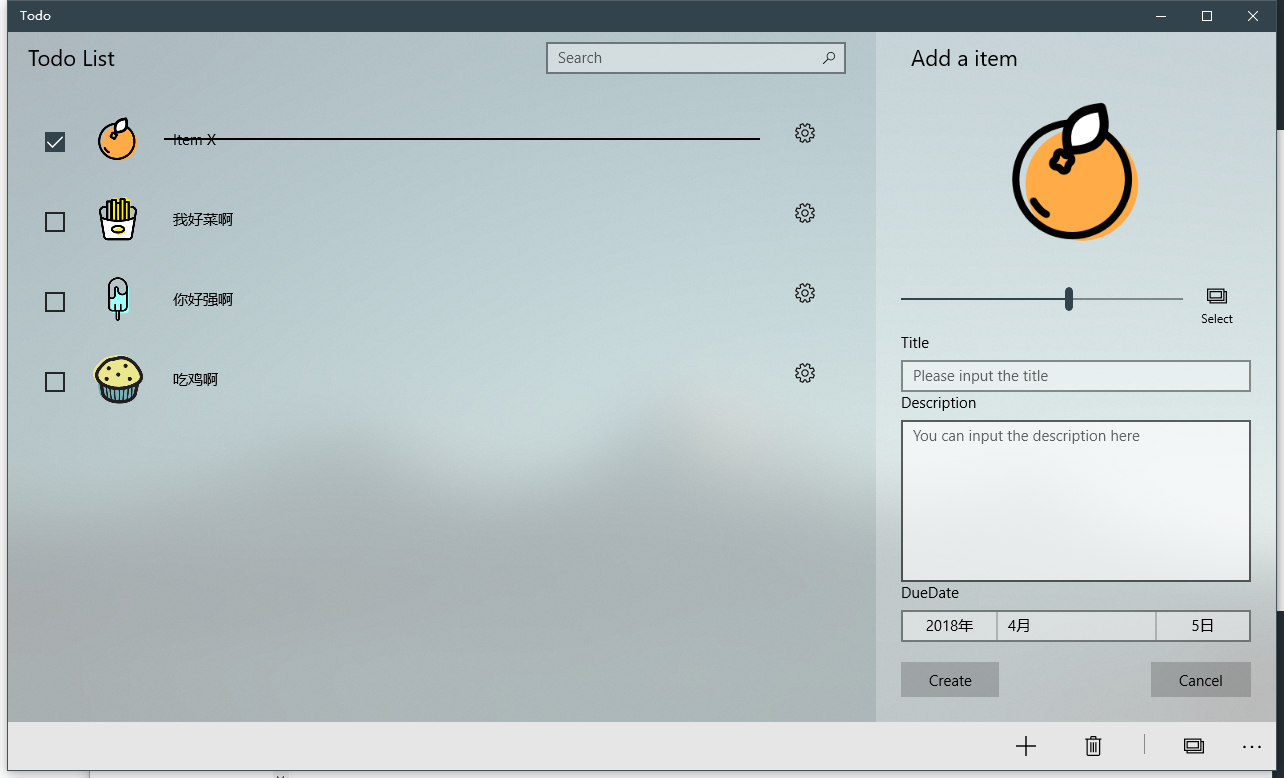 Todo
Todo List
Search
Item X
我好菜啊
你好强啊
吃鸡啊
Add a item
Select
Title
Please input the title
Description
You can input the description here
DueDate
2018年 4月 5日
Create Cancel